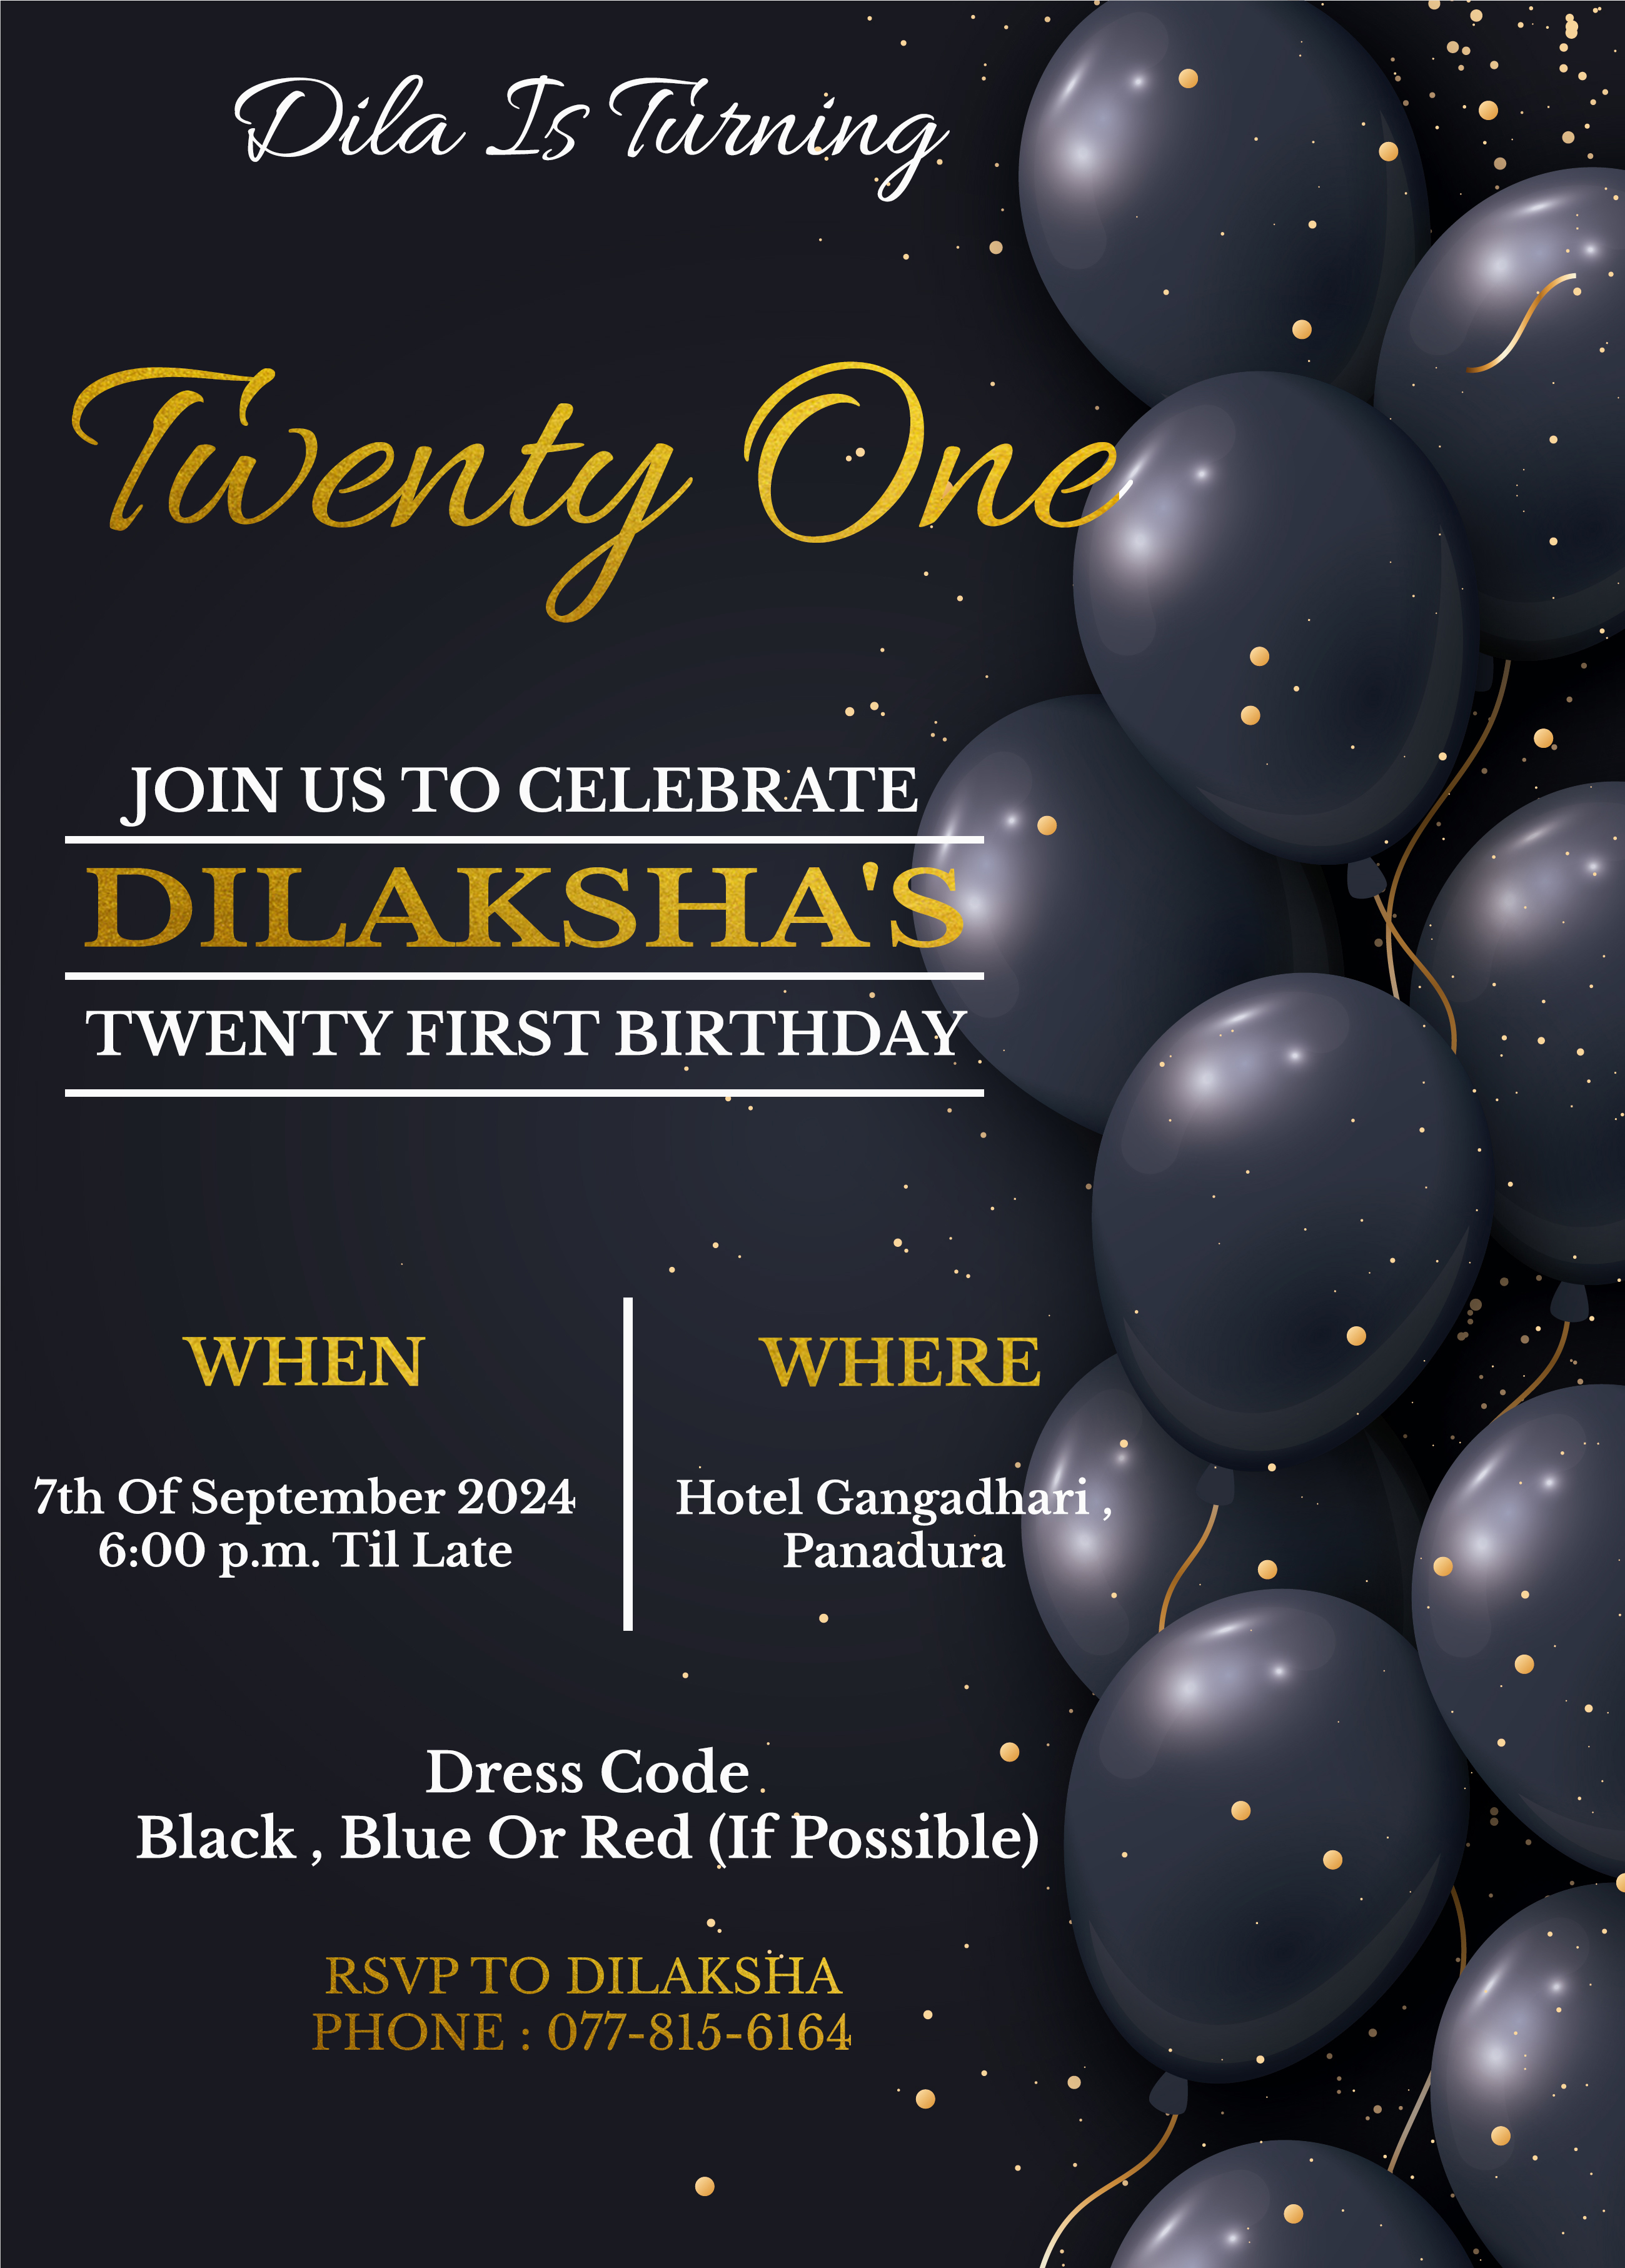 Dila Is Turning
Twenty One
JOIN US TO CELEBRATE
DILAKSHA'S
TWENTY FIRST BIRTHDAY
WHEN
7th Of September 2024
6:00 p.m. Til Late
WHERE
Hotel Gangadhari ,
Panadura
Dress Code
Black , Blue Or Red (If Possible)
RSVP TO DILAKSHA
PHONE : 077-815-6164